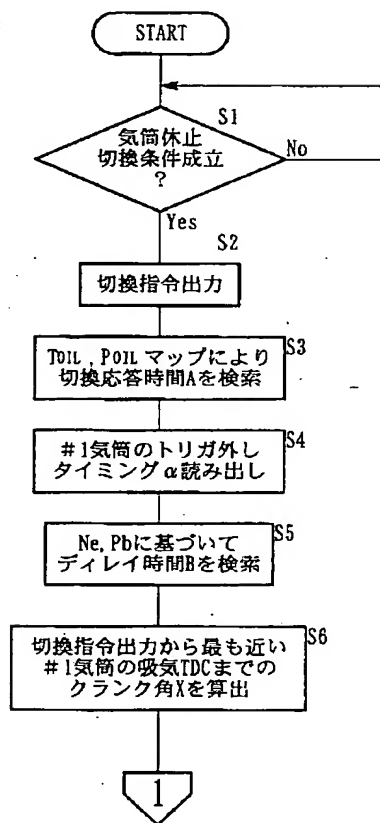 START
S1
気筒休止
切換条件成立
?
No
Yes
S2
切換指令出力
S3
TOIL , POIL マップにより
切換応答時間Aを検索
S4
#1気筒のトリガ外し
タイミングα読み出し
S5
Ne, Pbに基づいて
ディレイ時間Bを検索
S6
切換指令出力から最も近い
#1気筒の吸気TDCまでの
クランク角Xを算出
1